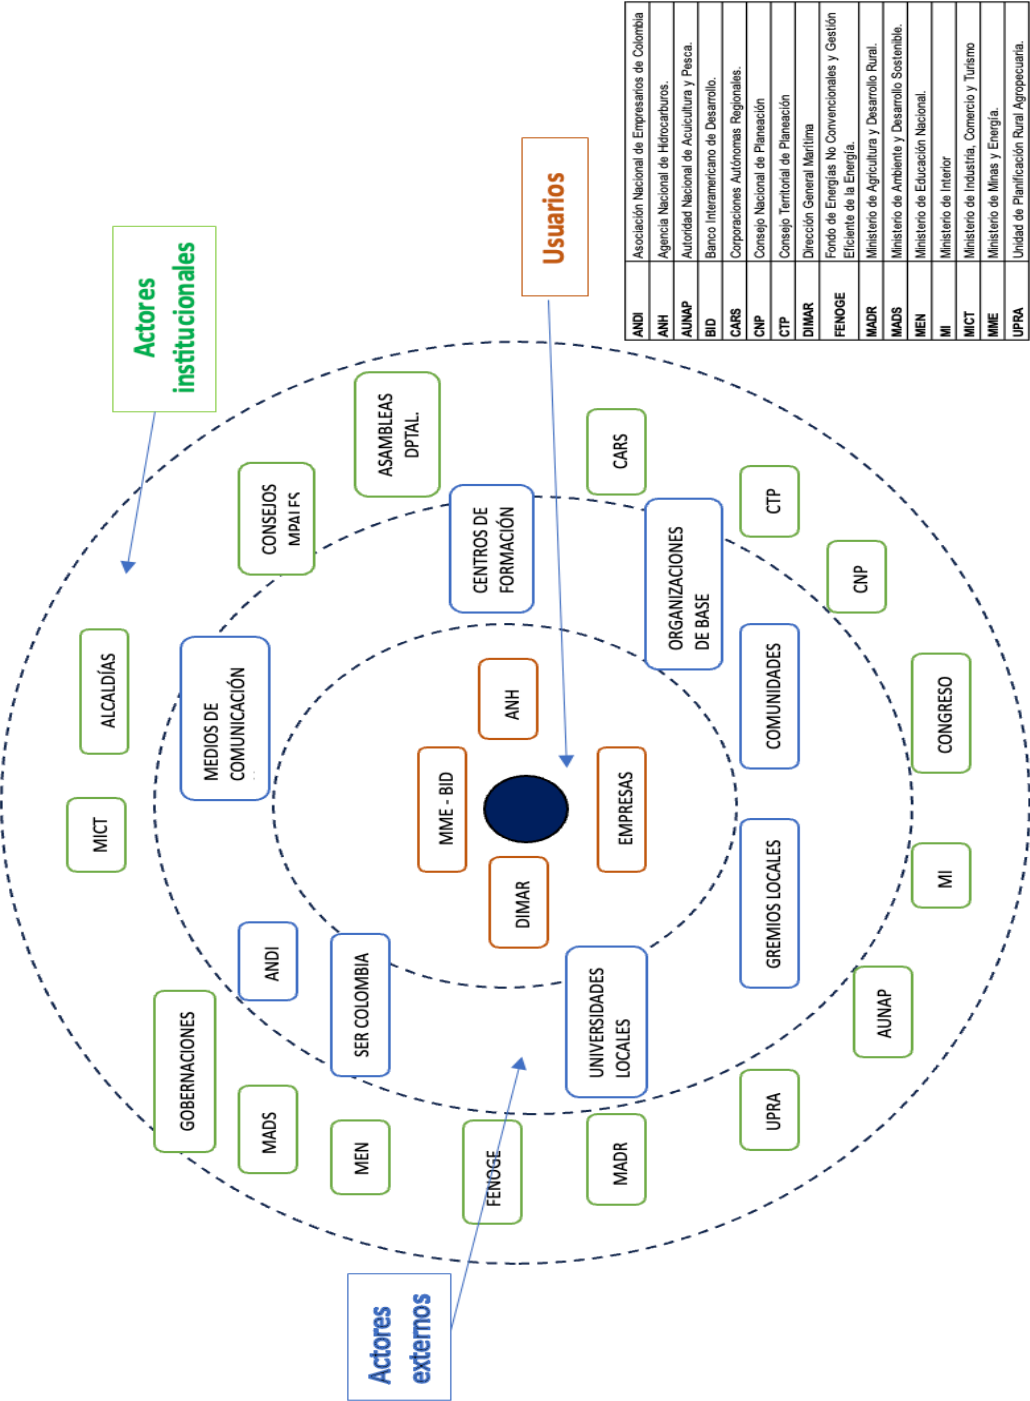 Actores
institucionales
Usuarios
Actores
externos
MICT
ALCALDÍAS
GOBERNACIONES
MADS
MEN
FENOGE
MADR
UPRA
AUNAP
MI
CONGRESO
CNP
CTP
CARS
ASAMBLEAS
DPTAL.
CONSEJOS
MPALES
MEDIOS DE
COMUNICACIÓN
ANDI
SER COLOMBIA
UNIVERSIDADES
LOCALES
GREMIOS LOCALES
COMUNIDADES
ORGANIZACIONES
DE BASE
CENTROS DE
FORMACIÓN
MME - BID
ANH
DIMAR
EMPRESAS
ANDI Asociación Nacional de Empresarios de Colombia
ANH Agencia Nacional de Hidrocarburos.
AUNAP Autoridad Nacional de Acuicultura y Pesca.
BID Banco Interamericano de Desarrollo.
CARS Corporaciones Autónomas Regionales.
CNP Consejo Nacional de Planeación
CTP Consejo Territorial de Planeación
DIMAR Dirección General Marítima
FENOGE Fondo de Energías No Convencionales y Gestión
Eficiente de la Energía.
MADR Ministerio de Agricultura y Desarrollo Rural.
MADS Ministerio de Ambiente y Desarrollo Sostenible.
MEN Ministerio de Educación Nacional.
MI Ministerio de Interior
MICT Ministerio de Industria, Comercio y Turismo
MME Ministerio de Minas y Energía.
UPRA Unidad de Planificación Rural Agropecuaria.